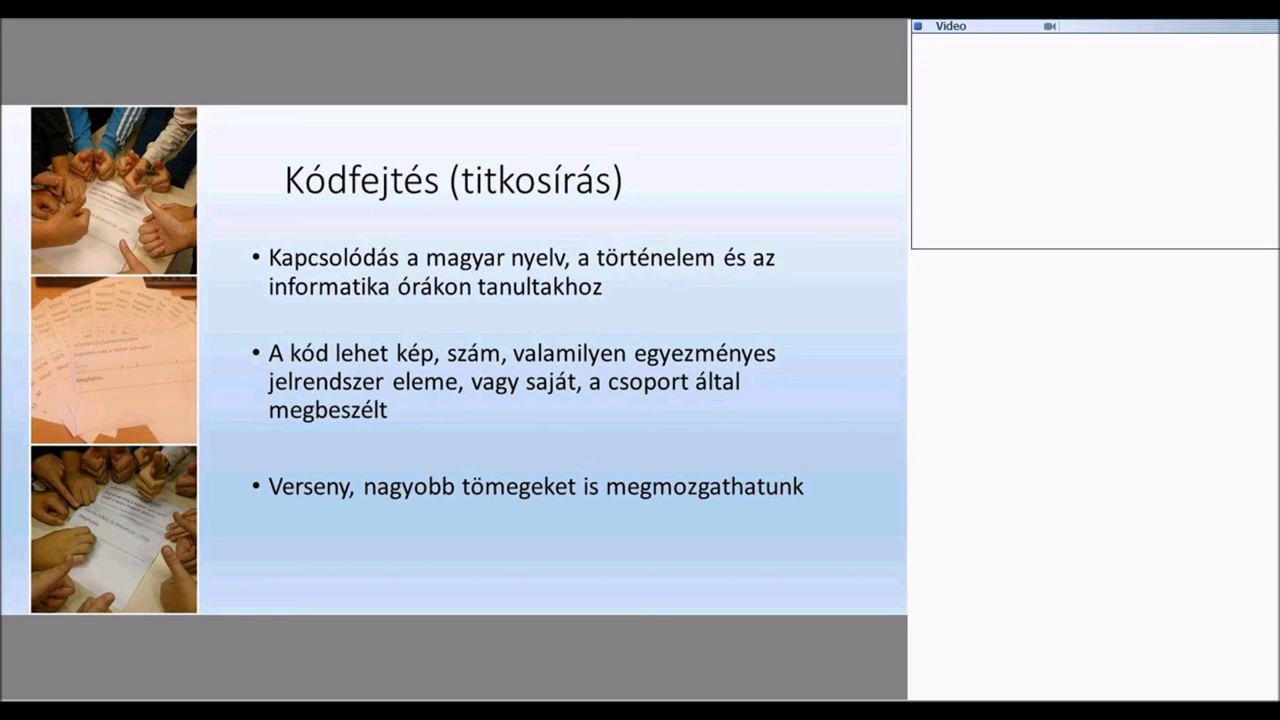 Video
Kódfejtés (titkosírás)
• Kapcsolódás a magyar nyelv, a történelem és az
informatika órákon tanultakhoz
• A kód lehet kép, szám, valamilyen egyezményes
jelrendszer eleme, vagy saját, a csoport által
megbeszélt
• Verseny, nagyobb tömegeket is megmozgathatunk